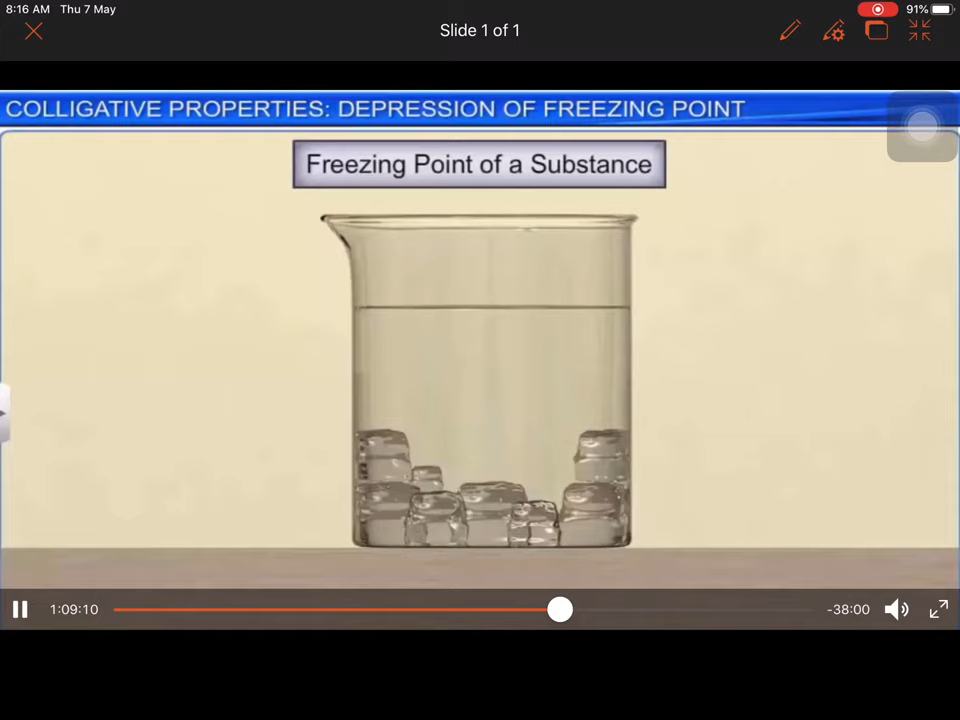 8:16 AM Thu 7 May
91%
Slide 1 of 1
COLLIGATIVE PROPERTIES: DEPRESSION OF FREEZING POINT
Freezing Point of a Substance
1:09:10
-38:00